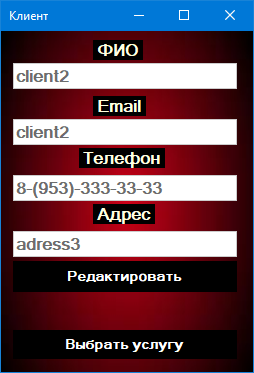 Клиент
ФИО
client2
Email
client2
Телефон
8-(953)-333-33-33
Адрес
adress3
Редактировать
Выбрать услугу